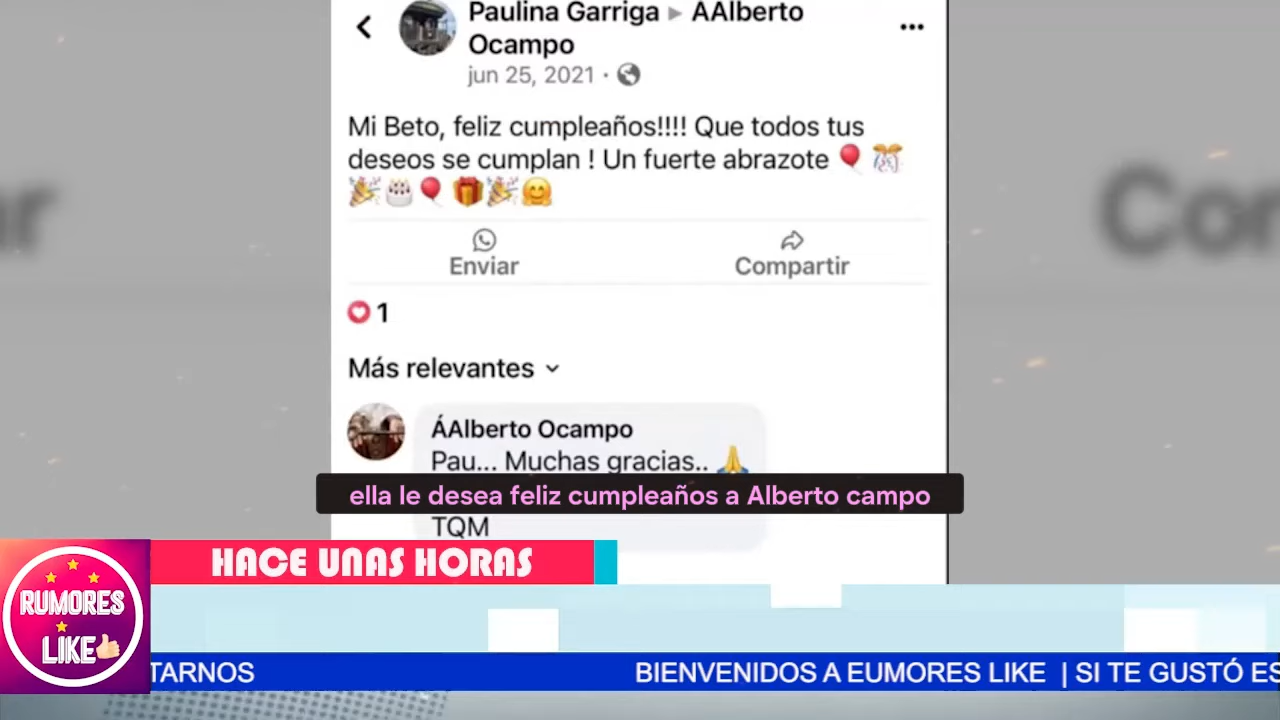 Paulina Garriga ▸ ÁAlberto
Ocampo
jun 25, 2021 ·
Mi Beto, feliz cumpleaños!!!! Que todos tus
deseos se cumplan ! Un fuerte abrazote 🎈 🎊
🎉🎂🎈🎁🎉🤗
Enviar
Compartir
1
Más relevantes
ÁAlberto Ocampo
Pau... Muchas gracias.. 🙏
ella le desea feliz cumpleaños a Alberto campo
TQM
HACE UNAS HORAS
RUMORES
LIKE
TARNOS
BIENVENIDOS A EUMORES LIKE | SI TE GUSTÓ ES